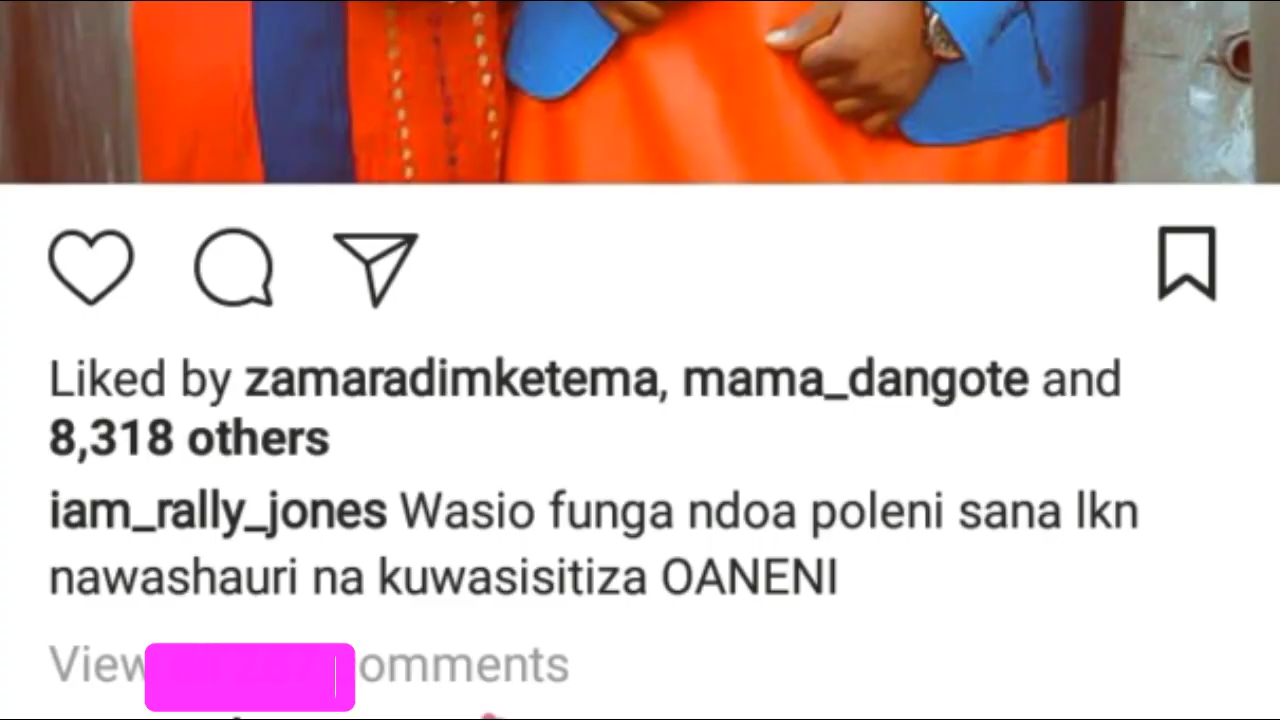 Liked by zamaradimketema, mama_dangote and
8,318 others
iam_rally_jones Wasio funga ndoa poleni sana lkn
nawashauri na kuwasisitiza OANENI
View omments